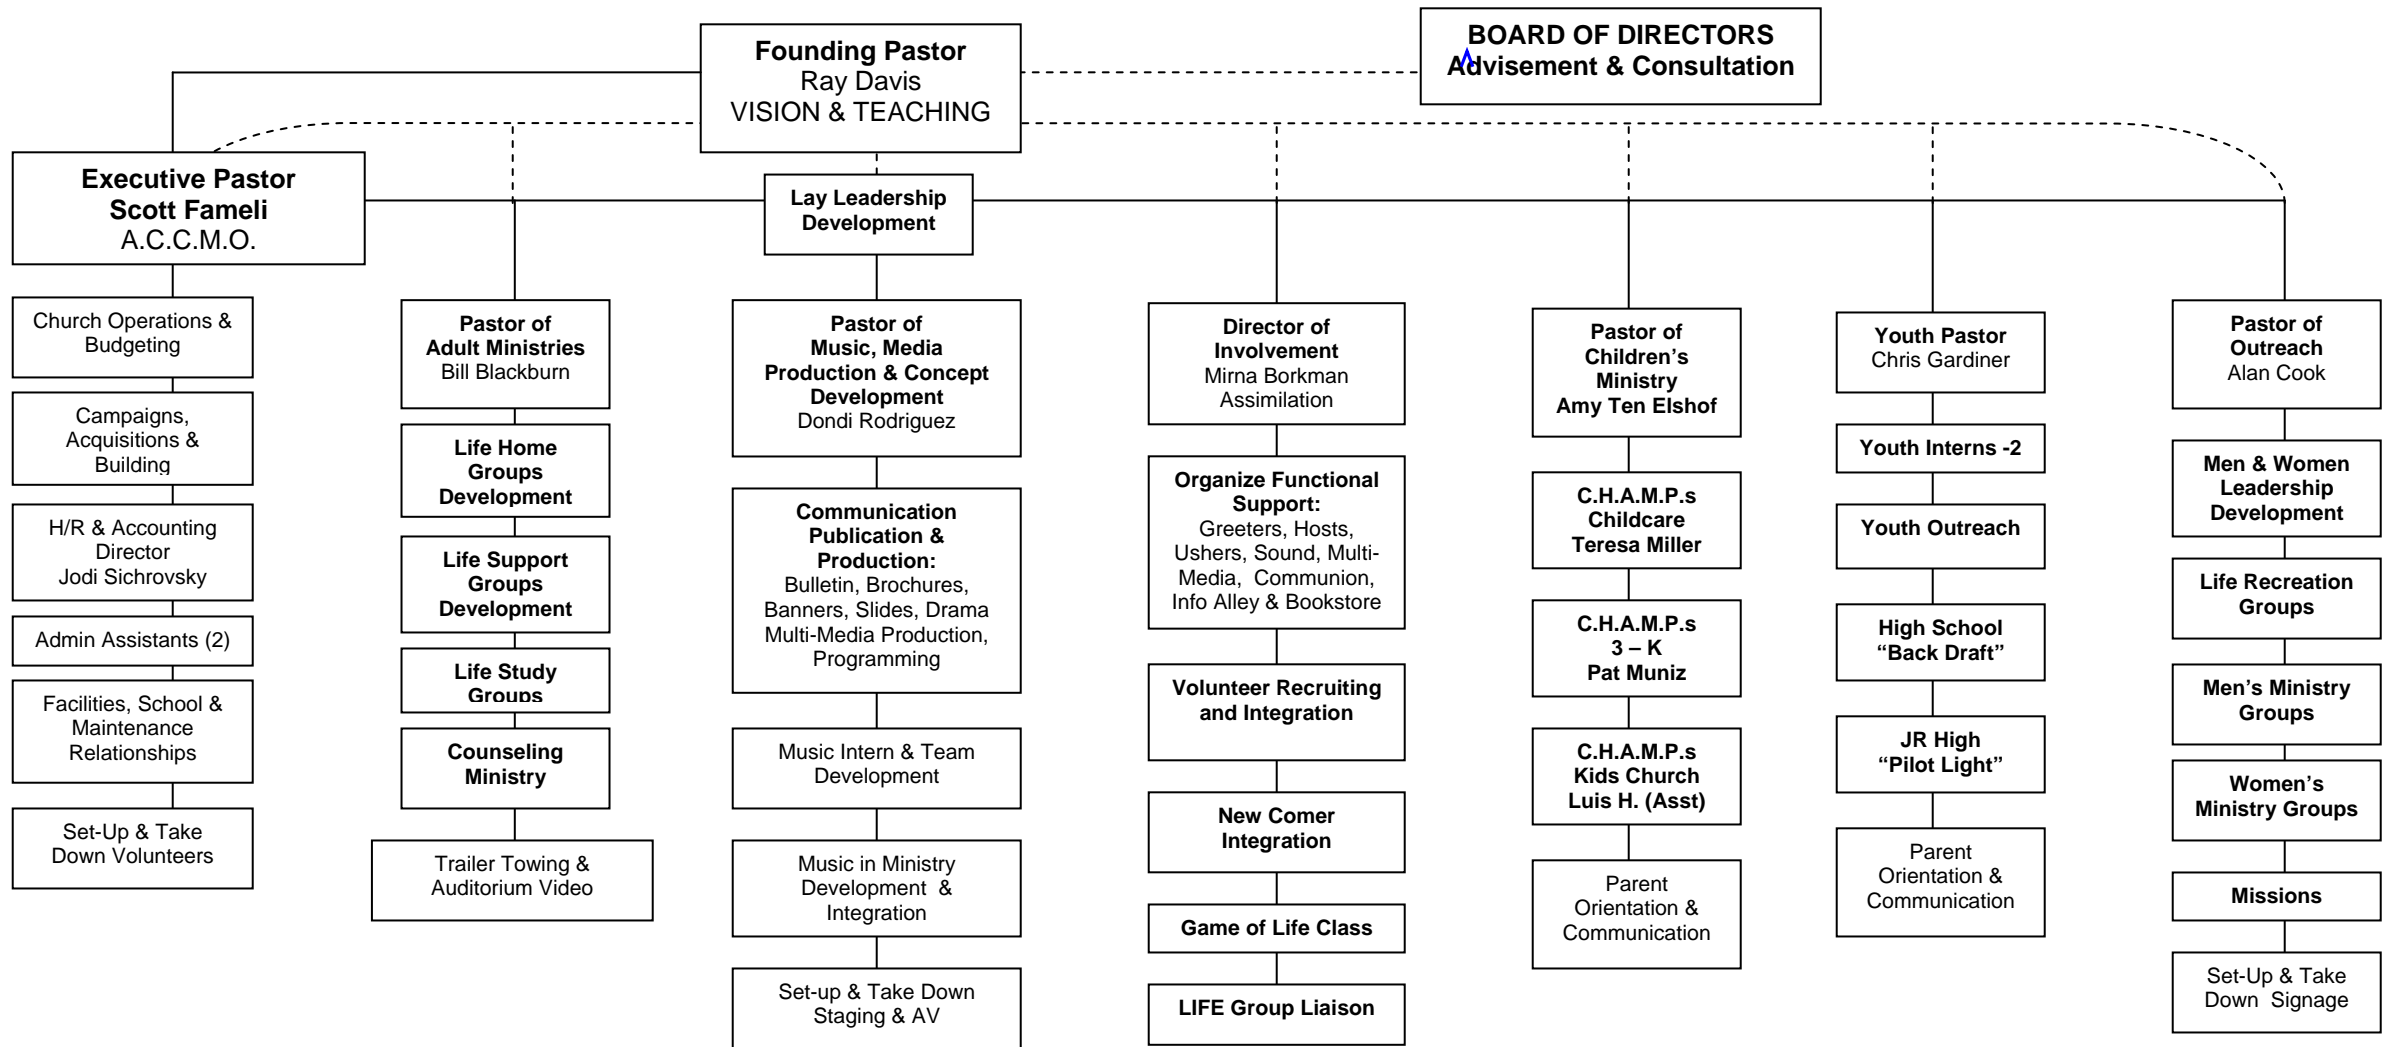 Founding Pastor
Ray Davis
VISION & TEACHING
BOARD OF DIRECTORS
Advisement & Consultation
Executive Pastor
Scott Fameli
A.C.C.M.O.
Lay Leadership
Development
Church Operations &
Budgeting
Campaigns,
Acquisitions &
Building
H/R & Accounting
Director
Jodi Sichrovsky
Admin Assistants (2)
Facilities, School &
Maintenance
Relationships
Set-Up & Take
Down Volunteers
Pastor of
Adult Ministries
Bill Blackburn
Life Home
Groups
Development
Life Support
Groups
Development
Life Study
Groups
Counseling
Ministry
Trailer Towing &
Auditorium Video
Pastor of
Music, Media
Production & Concept
Development
Dondi Rodriguez
Communication
Publication &
Production:
Bulletin, Brochures,
Banners, Slides, Drama
Multi-Media Production,
Programming
Music Intern & Team
Development
Music in Ministry
Development &
Integration
Set-up & Take Down
Staging & AV
Director of
Involvement
Mirna Borkman
Assimilation
Organize Functional
Support:
Greeters, Hosts,
Ushers, Sound, Multi-
Media, Communion,
Info Alley & Bookstore
Volunteer Recruiting
and Integration
New Comer
Integration
Game of Life Class
LIFE Group Liaison
Pastor of
Children's
Ministry
Amy Ten Elshof
C.H.A.M.P.s
Childcare
Teresa Miller
C.H.A.M.P.s
3 – K
Pat Muniz
C.H.A.M.P.s
Kids Church
Luis H. (Asst)
Parent
Orientation &
Communication
Youth Pastor
Chris Gardiner
Youth Interns -2
Youth Outreach
High School
“Back Draft”
JR High
“Pilot Light”
Parent
Orientation &
Communication
Pastor of
Outreach
Alan Cook
Men & Women
Leadership
Development
Life Recreation
Groups
Men’s Ministry
Groups
Women’s
Ministry Groups
Missions
Set-Up & Take
Down Signage